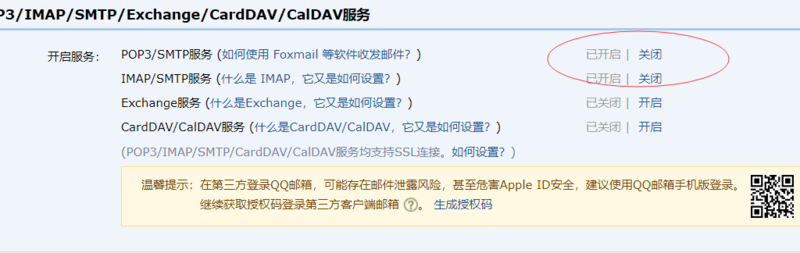 P3/IMAP/SMTP/Exchange/CardDAV/CalDAV服务
开启服务： POP3/SMTP服务 (如何使用 Foxmail 等软件收发邮件？) 已开启 | 关闭
IMAP/SMTP服务 (什么是 IMAP，它又是如何设置？) 已开启 | 关闭
Exchange服务 (什么是Exchange，它又是如何设置？) 已关闭 | 开启
CardDAV/CalDAV服务 (什么是CardDAV/CalDAV，它又是如何设置？) 已关闭 | 开启
(POP3/IMAP/SMTP/CardDAV/CalDAV服务均支持SSL连接。如何设置？)
温馨提示：在第三方登录QQ邮箱，可能存在邮件泄露风险，甚至危害Apple ID安全，建议使用QQ邮箱手机版登录。
继续获取授权码登录第三方客户端邮箱 ? 。 生成授权码